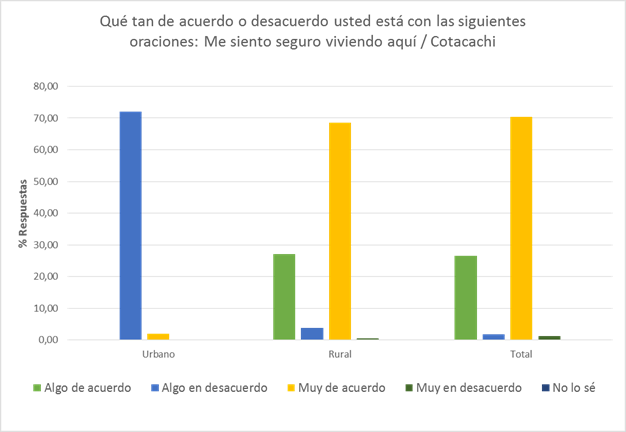 Qué tan de acuerdo o desacuerdo usted está con las siguientes
oraciones: Me siento seguro viviendo aquí / Cotacachi
80,00
70,00
60,00
50,00
40,00
30,00
20,00
10,00
0,00
% Respuestas
Urbano Rural Total
Algo de acuerdo Algo en desacuerdo Muy de acuerdo Muy en desacuerdo No lo sé